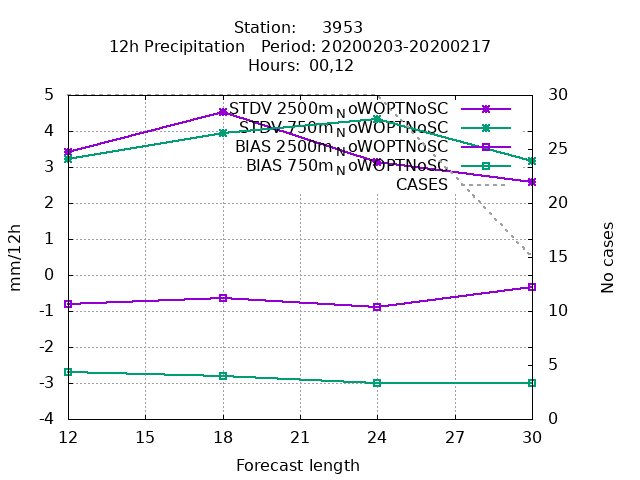 Station: 3953
12h Precipitation Period: 20200203-20200217
Hours: 00,12
STDV 2500m_NoWOPTNoSC
STDV 750m_NoWOPTNoSC
BIAS 2500m_NoWOPTNoSC
BIAS 750m_NoWOPTNoSC
CASES
5
4
3
2
1
0
-1
-2
-3
-4
mm/12h
30
25
20
15
10
5
0
No cases
12 15 18 21 24 27 30
Forecast length